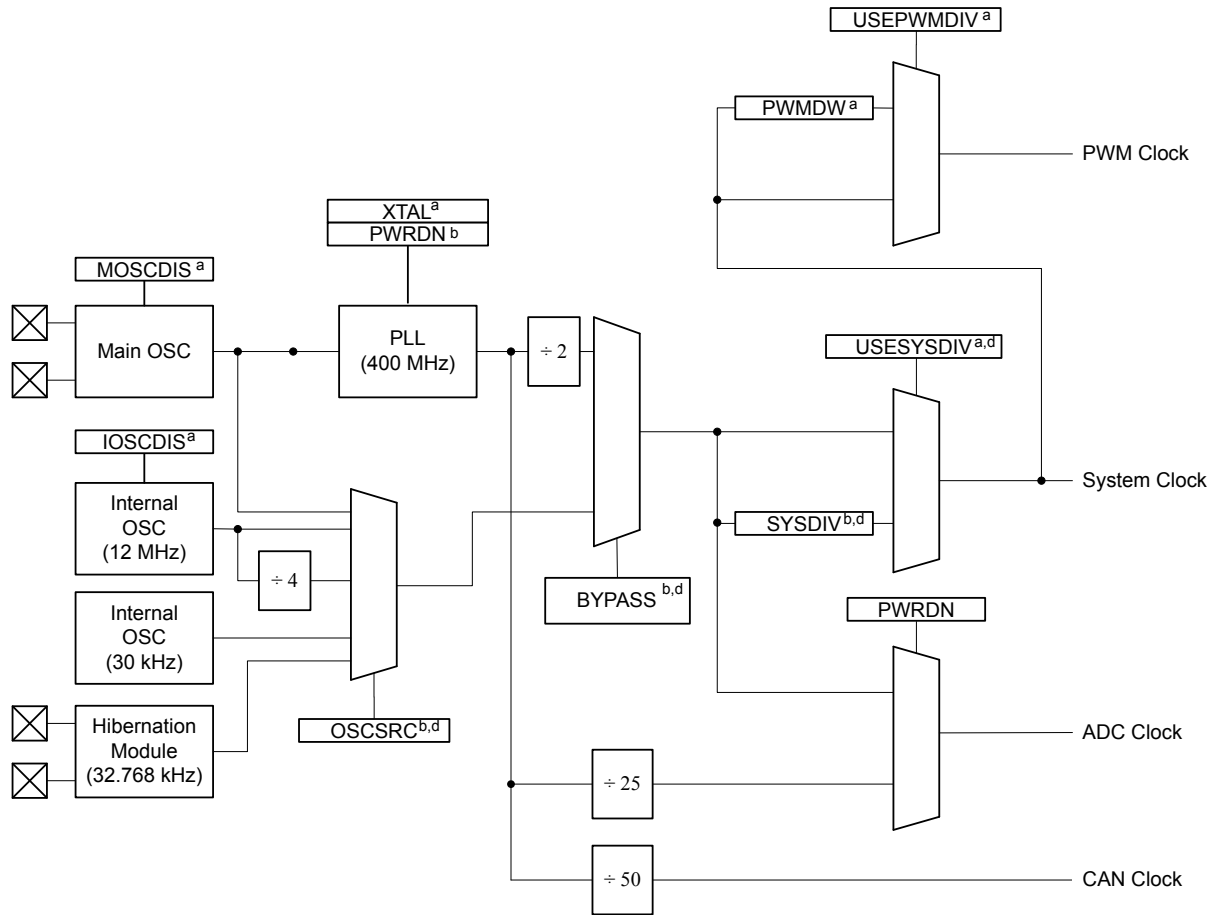 USEPWMDIV a
PWMDW a
PWM Clock
XTAL a
PWRDN b
MOSCDIS a
Main OSC
PLL
(400 MHz)
÷ 2
USESYSDIV a,d
IOSCDIS a
Internal
OSC
(12 MHz)
÷ 4
System Clock
SYSDIV b,d
BYPASS b,d
Internal
OSC
(30 kHz)
PWRDN
OSCSRC b,d
Hibernation
Module
(32.768 kHz)
ADC Clock
÷ 25
÷ 50
CAN Clock